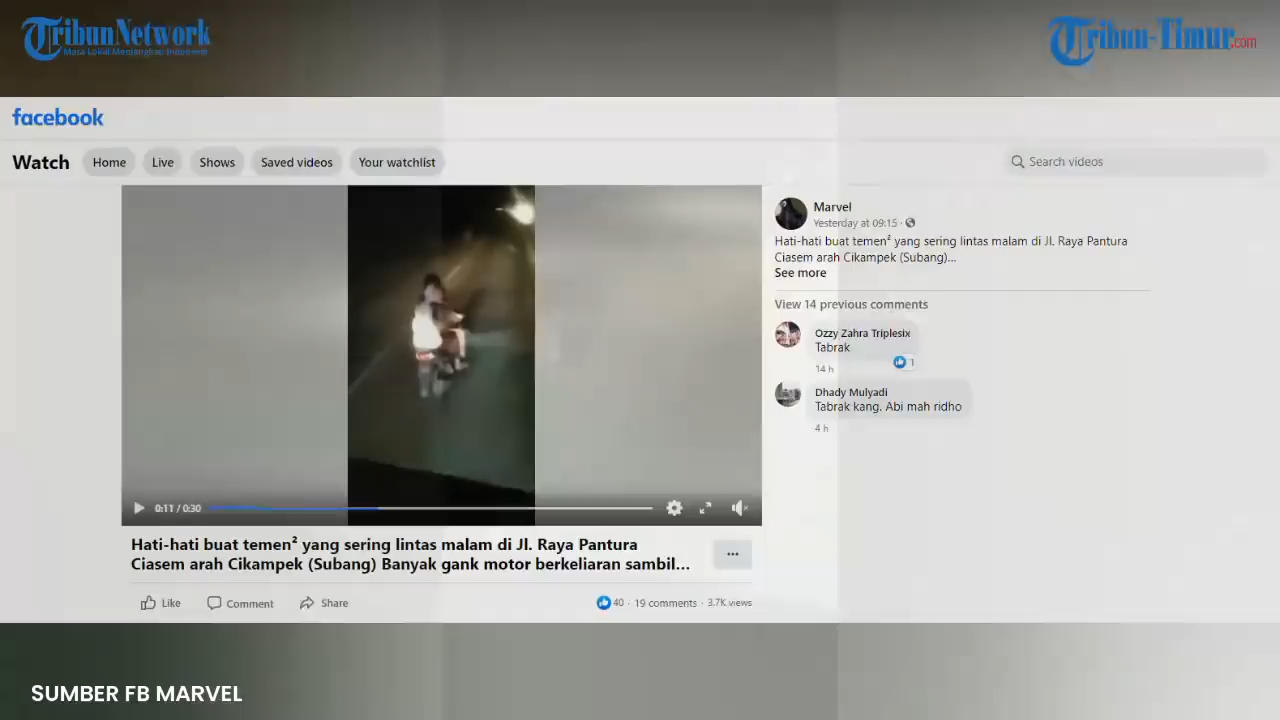 TribunNetwork
Mata Lokal Menjangkau Indonesia
Tribun-Timur.com
facebook
Watch
Home
Live
Shows
Saved videos
Your watchlist
Search videos
Marvel
Yesterday at 09:15 ·
Hati-hati buat temen² yang sering lintas malam di Jl. Raya Pantura
Ciasem arah Cikampek (Subang)...
See more
View 14 previous comments
Ozzy Zahra Triplesix
Tabrak
1
14 h
Dhady Mulyadi
Tabrak kang. Abi mah ridho
4 h
0:11 / 0:30
Hati-hati buat temen² yang sering lintas malam di Jl. Raya Pantura
Ciasem arah Cikampek (Subang) Banyak gank motor berkeliaran sambil...
Like
Comment
Share
40 · 19 comments · 3.7K views
SUMBER FB MARVEL